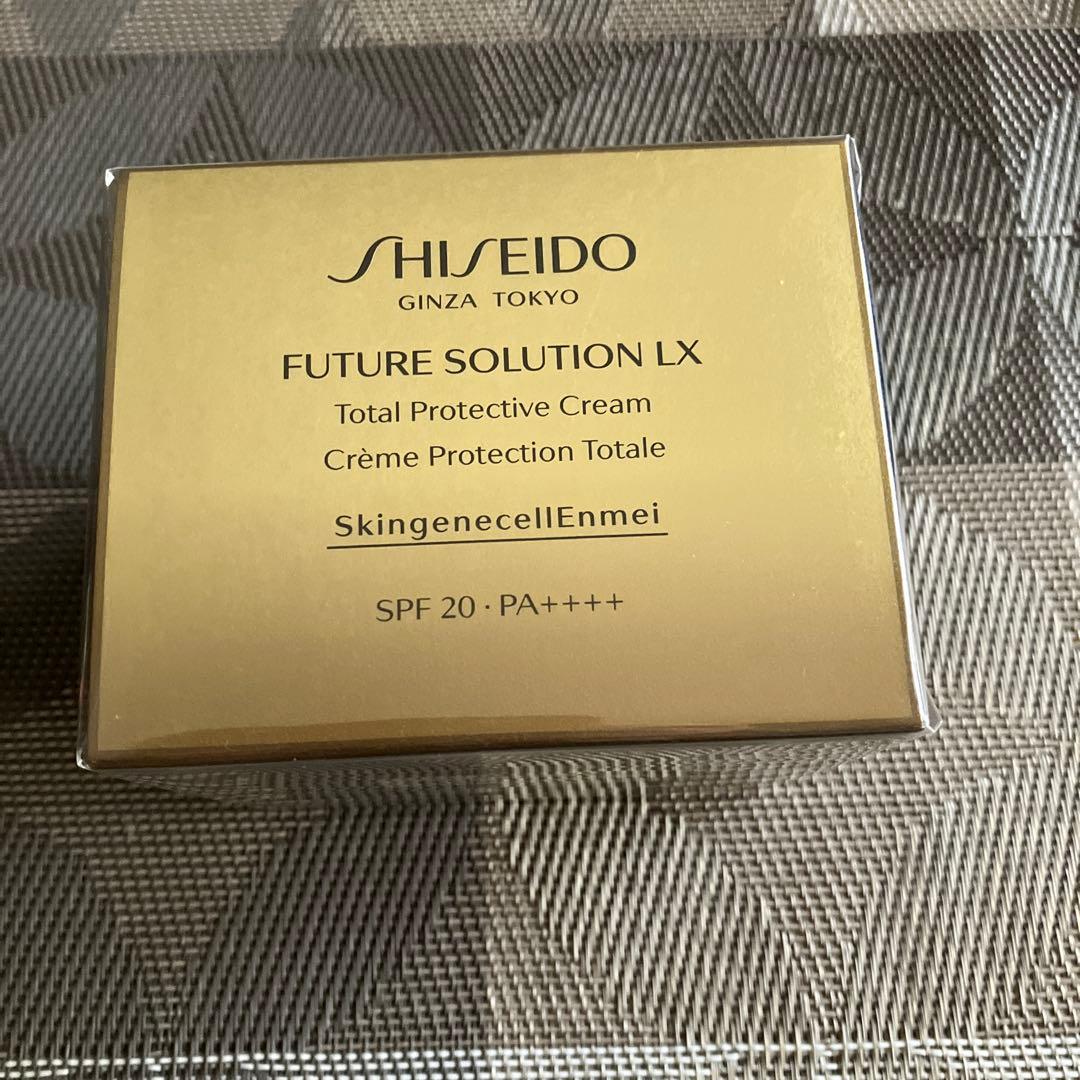 SHISEIDO
GINZA TOKYO
FUTURE SOLUTION LX
Total Protective Cream
Crème Protection Totale
SkingenecellEnmei
SPF 20 · PA++++